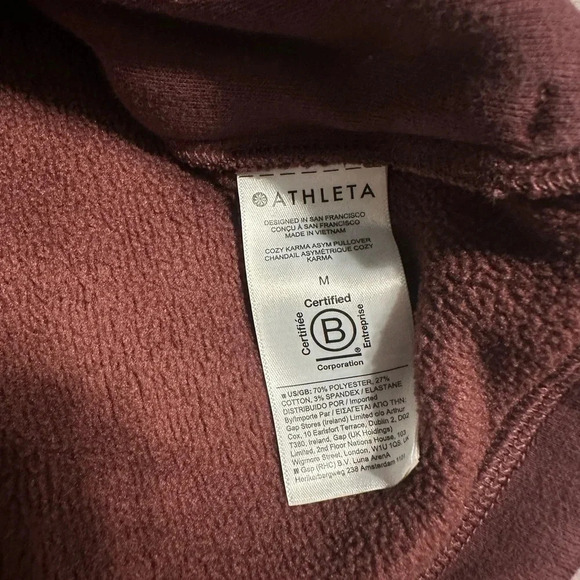 ATHLETA
DESIGNED IN SAN FRANCISCO
CONÇU À SAN FRANCISCO
MADE IN VIETNAM
COZY KARMA ASYM PULLOVER
CHANDAIL ASYMÉTRIQUE COZY
KARMA
M
Certified
Certifiée
B
Entreprise
®
Corporation
US/GB: 70% POLYESTER, 27%
COTTON, 3% SPANDEX / ELASTANE
DISTRIBUIDO POR / Imported
By/Importe Par / ΕΙΣΑΓΕΤΑΙ ΑΠΟ ΤΗΝ:
Gap Stores (Ireland) Limited c/o Arthur
Cox, 10 Earlsfort Terrace, Dublin 2, D02
T380, Ireland, Gap (UK Holdings)
Limited, 2nd Floor Nations House, 103
Wigmore Street, London, W1U 1QS, UK
Gap (RHC) B.V. Luna ArenA
Herikerbergweg 238 Amsterdam